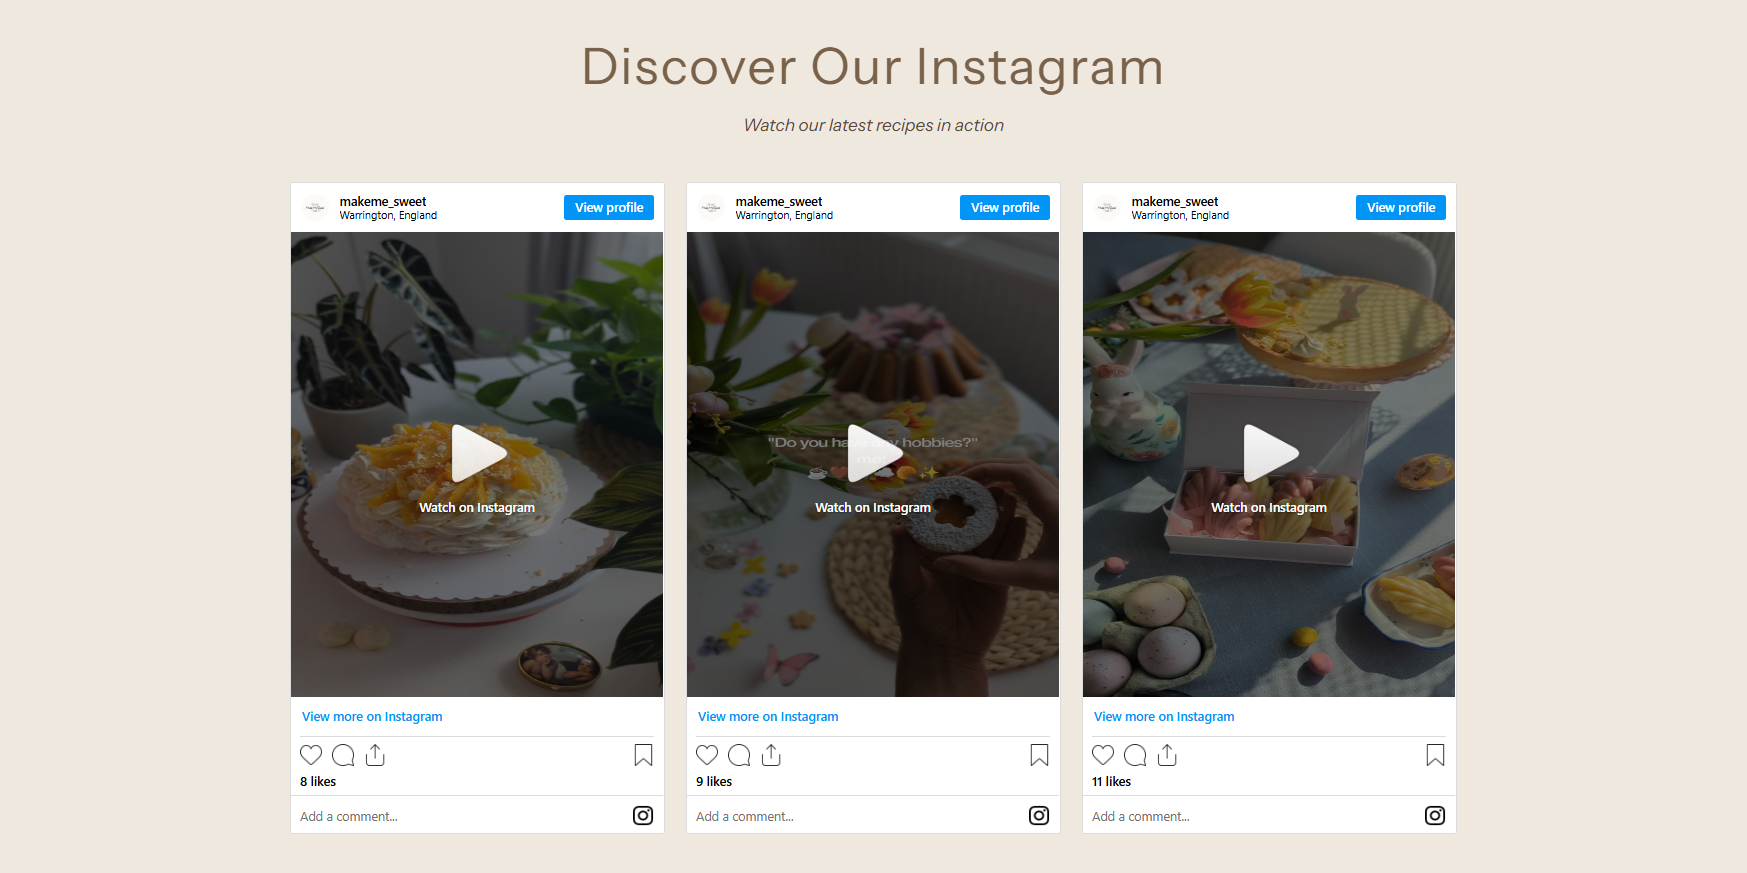 Discover Our Instagram
Watch our latest recipes in action
makeme_sweet
Warrington, England
View profile
Watch on Instagram
View more on Instagram
8 likes
Add a comment...
makeme_sweet
Warrington, England
View profile
"Do you have any hobbies?"
me:
Watch on Instagram
View more on Instagram
9 likes
Add a comment...
makeme_sweet
Warrington, England
View profile
Watch on Instagram
View more on Instagram
11 likes
Add a comment...